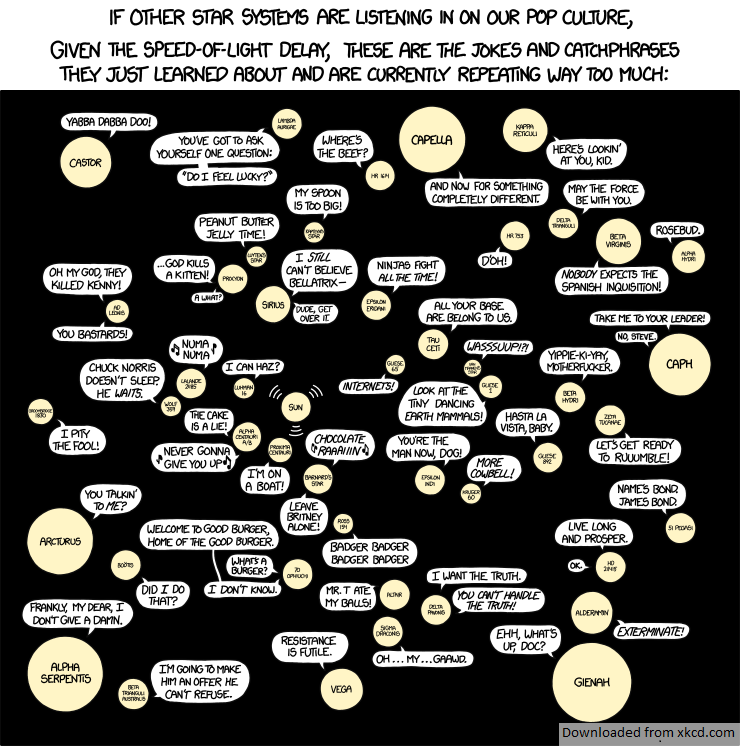 IF OTHER STAR SYSTEMS ARE LISTENING IN ON OUR POP CULTURE,
GIVEN THE SPEED-OF-LIGHT DELAY, THESE ARE THE JOKES AND CATCHPHRASES
THEY JUST LEARNED ABOUT AND ARE CURRENTLY REPEATING WAY TOO MUCH:
YABBA DABBA DOO!
CASTOR
LAMBDA
AURIGAE
YOU'VE GOT TO ASK
YOURSELF ONE QUESTION:
"DO I FEEL LUCKY?"
WHERE'S
THE BEEF?
HR 1614
CAPELLA
AND NOW FOR SOMETHING
COMPLETELY DIFFERENT.
KAPPA
RETICULI
HERE'S LOOKIN'
AT YOU, KID.
MY SPOON
IS TOO BIG!
KAPTEYN'S
STAR
MAY THE FORCE
BE WITH YOU.
DELTA
TRIANGULI
PEANUT BUTTER
JELLY TIME!
LUYTEN'S
STAR
HR 753
D'OH!
BETA
VIRGINIS
NOBODY EXPECTS THE
SPANISH INQUISITION!
ROSEBUD.
ALPHA
HYDRI
OH MY GOD, THEY
KILLED KENNY!
AD
LEONIS
YOU BASTARDS!
...GOD KILLS
A KITTEN!
PROCYON
A WHAT?
I STILL
CAN'T BELIEVE
BELLATRIX—
SIRIUS
DUDE, GET
OVER IT.
NINJAS FIGHT
ALL THE TIME!
EPSILON
ERIDANI
ALL YOUR BASE
ARE BELONG TO US.
TAU
CETI
TAKE ME TO YOUR LEADER!
NO, STEVE.
CAPH
NUMA
NUMA
LALANDE
21185
I CAN HAZ?
LUHMAN
16
CHUCK NORRIS
DOESN'T SLEEP,
HE WAITS.
WOLF
359
SUN
INTERNETS!
GLIESE
65
WASSSUUP!?!
VAN
MAANEN'S
STAR
LOOK AT THE
TINY DANCING
EARTH MAMMALS!
GLIESE
1
YIPPIE-KI-YAY,
MOTHERFUCKER.
BETA
HYDRI
GROOMBRIDGE
1830
I PITY
THE FOOL!
THE CAKE
IS A LIE!
ALPHA
CENTAURI
A/B
NEVER GONNA
GIVE YOU UP
PROXIMA
CENTAURI
I'M ON
A BOAT!
CHOCOLATE
RAAAIIIN
BARNARD'S
STAR
LEAVE
BRITNEY
ALONE!
YOU'RE THE
MAN NOW, DOG!
EPSILON
INDI
MORE
COWBELL!
KRUGER
60
HASTA LA
VISTA, BABY.
GLIESE
892
ZETA
TUCANAE
LET'S GET READY
TO RUUUMBLE!
YOU TALKIN'
TO ME?
ARCTURUS
ROSS
154
BADGER BADGER
BADGER BADGER
NAME'S BOND.
JAMES BOND.
51 PEGASI
WELCOME TO GOOD BURGER,
HOME OF THE GOOD BURGER.
WHAT'S A
BURGER?
I DON'T KNOW.
70
OPHIUCHI
LIVE LONG
AND PROSPER.
OK.
HD
BOÖTIS
DID I DO
THAT?
MR. T ATE
MY BALLS!
ALTAIR
I WANT THE TRUTH.
YOU CAN'T HANDLE
THE TRUTH!
DELTA
PAVONIS
FRANKLY, MY DEAR, I
DON'T GIVE A DAMN.
ALPHA
SERPENTIS
SIGMA
DRACONIS
OH ... MY ...GAAWD.
ALDERAMIN
EXTERMINATE!
RESISTANCE
IS FUTILE.
VEGA
EHH, WHAT'S
UP, DOC?
GIENAH
BETA
TRIANGULI
AUSTRALIS
I'M GOING TO MAKE
HIM AN OFFER HE
CAN'T REFUSE.
Downloaded from xkcd.com